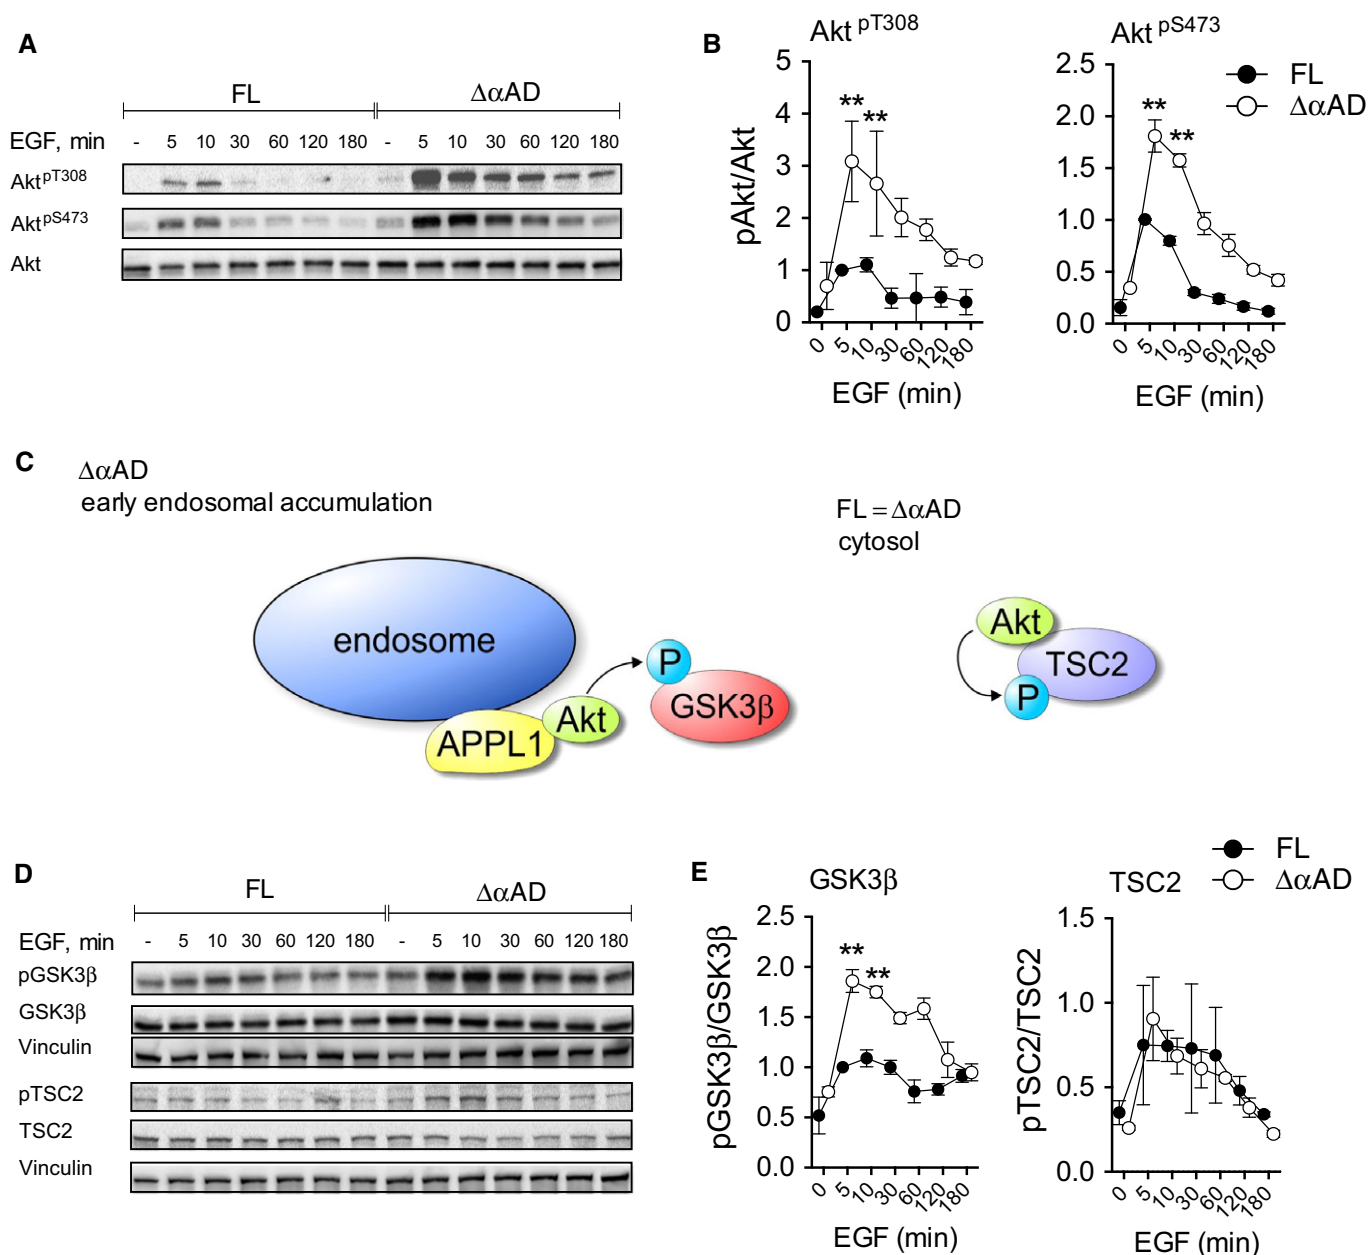 A
FL ΔαAD
EGF, min - 5 10 30 60 120 180 - 5 10 30 60 120 180
Akt pT308
Akt pS473
Akt
B
Akt pT308
pAkt/Akt
5
4
3
2
1
0
** **
0 5 10 30 60 120 180
EGF (min)
Akt pS473
2.5
2.0
1.5
1.0
0.5
0.0
** **
0 5 10 30 60 120 180
EGF (min)
FL
ΔαAD
C
ΔαAD
early endosomal accumulation
endosome
APPL1
Akt
P
GSK3β
FL = ΔαAD
cytosol
Akt
TSC2
P
D
FL ΔαAD
EGF, min - 5 10 30 60 120 180 - 5 10 30 60 120 180
pGSK3β
GSK3β
Vinculin
pTSC2
TSC2
Vinculin
E
GSK3β
pGSK3β/GSK3β
2.5
2.0
1.5
1.0
0.5
0.0
** **
0 5 10 30 60 120 180
EGF (min)
TSC2
FL
ΔαAD
pTSC2/TSC2
1.5
1.0
0.5
0.0
0 5 10 30 60 120 180
EGF (min)